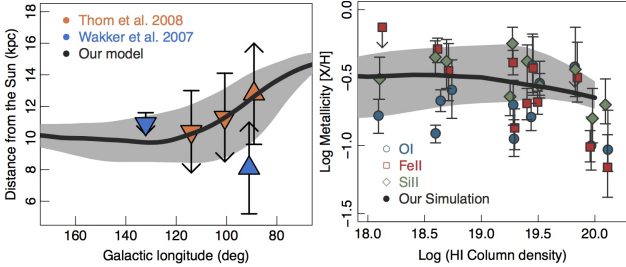 Distance from the Sun (kpc)
18
16
14
12
10
8
6
Thom et al. 2008
Wakker et al. 2007
Our model
160 140 120 100 80
Galactic longitude (deg)
Log Metallicity [X/H]
0.0
−0.5
−1.0
−1.5
OI
FeII
SiII
Our Simulation
18.0 18.5 19.0 19.5 20.0
Log (HI Column density)